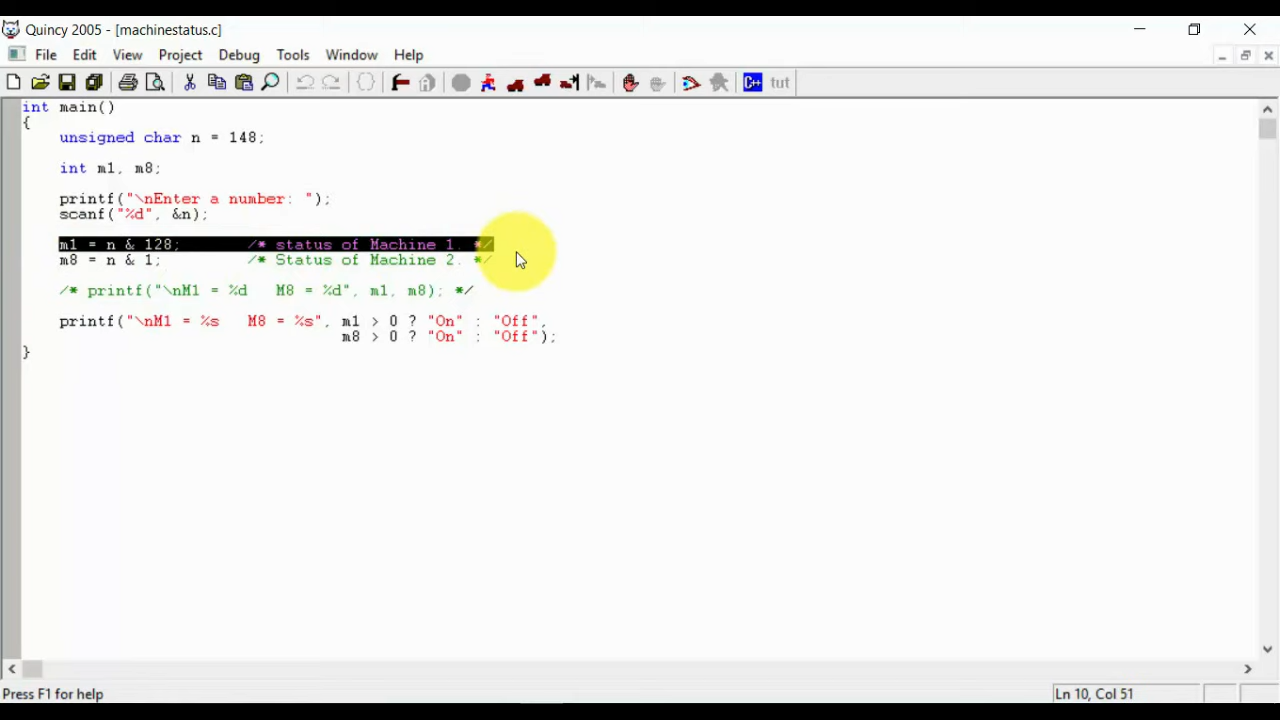 Quincy 2005 - [machinestatus.c]
File Edit View Project Debug Tools Window Help
C++ tut
int main()
{
unsigned char n = 148;
int m1, m8;
printf("\nEnter a number: ");
scanf("%d", &n);
m1 = n & 128; /* status of Machine 1. */
m8 = n & 1; /* Status of Machine 2. */
/* printf("\nM1 = %d M8 = %d", m1, m8); */
printf("\nM1 = %s M8 = %s", m1 > 0 ? "On" : "Off",
m8 > 0 ? "On" : "Off");
}
Press F1 for help
Ln 10, Col 51